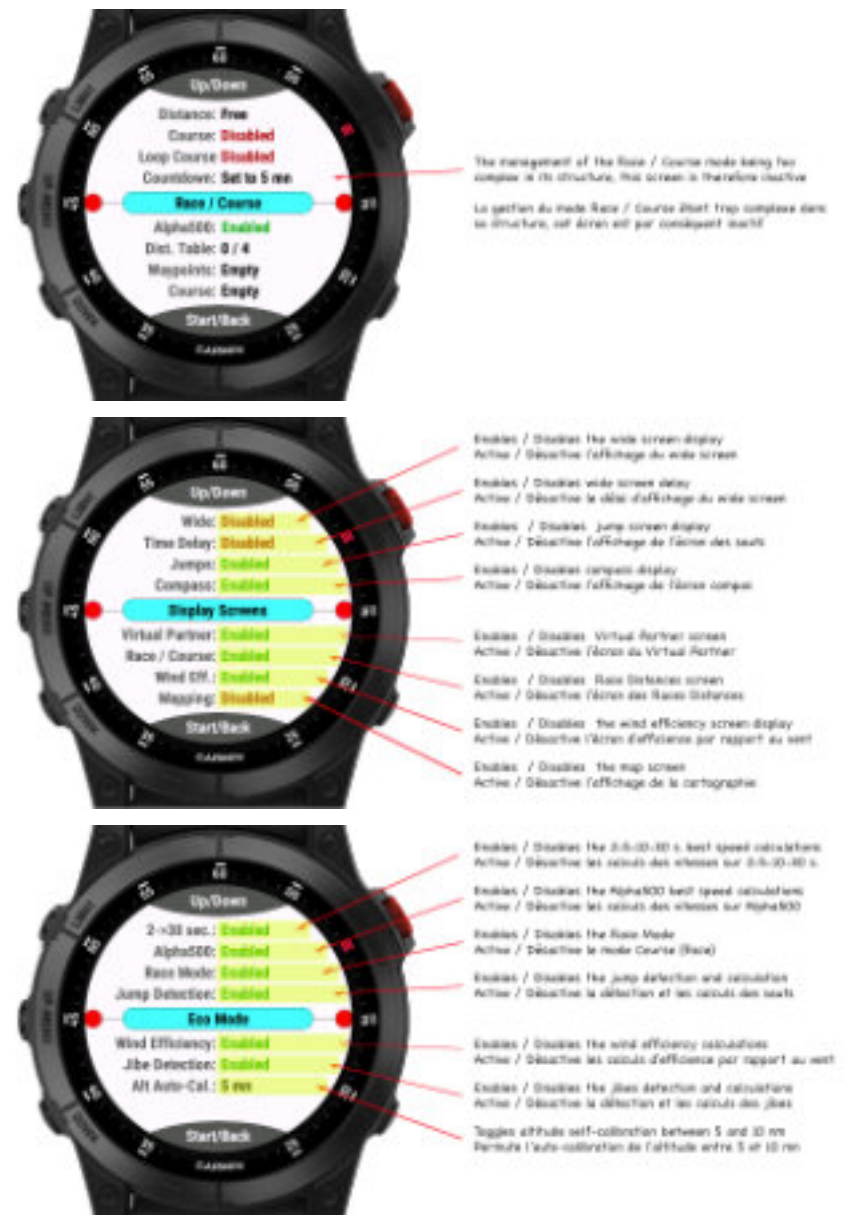 60
Up/Down
Distance: Free
Course: Disabled
Loop Course Disabled
Countdown: Set to 5 mn
Race / Course
Alpha500: Enabled
Dist. Table: 0 / 4
Waypoints: Empty
Course: Empty
Start/Back
GARMIN
The management of the Race / Course mode being too
complex in its structure, this screen is therefore inactive
La gestion du mode Race / Course étant trop complexe dans
sa structure, cet écran est par conséquent inactif
60
Up/Down
Wide: Disabled
Time Delay: Disabled
Jumps: Enabled
Compass: Enabled
Display Screens
Virtual Partner: Enabled
Race / Course: Enabled
Wind Eff.: Enabled
Mapping: Disabled
Start/Back
GARMIN
Enables / Disables the wide screen display
Active / Désactive l'affichage du wide screen
Enables / Disables wide screen delay
Active / Désactive le délai d'affichage du wide screen
Enables / Disables jump screen display
Active / Désactive l'affichage de l'écran des sauts
Enables / Disables compass display
Active / Désactive l'affichage de l'écran compas
Enables / Disables Virtual Partner screen
Active / Désactive l'écran du Virtual Partner
Enables / Disables Race Distances screen
Active / Désactive l'écran des Races Distances
Enables / Disables the wind efficiency screen display
Active / Désactive l'écran d'efficience par rapport au vent
Enables / Disables the map screen
Active / Désactive l'affichage de la cartographie
60
Up/Down
2->30 sec.: Enabled
Alpha500: Enabled
Race Mode: Enabled
Jump Detection: Enabled
Eco Mode
Wind Efficiency: Enabled
Jibe Detection: Enabled
Alt Auto-Cal.: 5 mn
Start/Back
GARMIN
Enables / Disables the 2-5-10-30 s. best speed calculations
Active / Désactive les calculs des vitesses sur 2-5-10-30 s.
Enables / Disables the Alpha500 best speed calculations
Active / Désactive les calculs des vitesses sur Alpha500
Enables / Disables the Race Mode
Active / Désactive le mode Course (Race)
Enables / Disables the jump detection and calculation
Active / Désactive la détection et les calculs des sauts
Enables / Disables the wind efficiency calculations
Active / Désactive les calculs d'efficience par rapport au vent
Enables / Disables the jibes detection and calculations
Active / Désactive la détection et les calculs des jibes
Toggles altitude self-calibration between 5 and 10 mn
Permute l'auto-calibration de l'altitude entre 5 et 10 mn